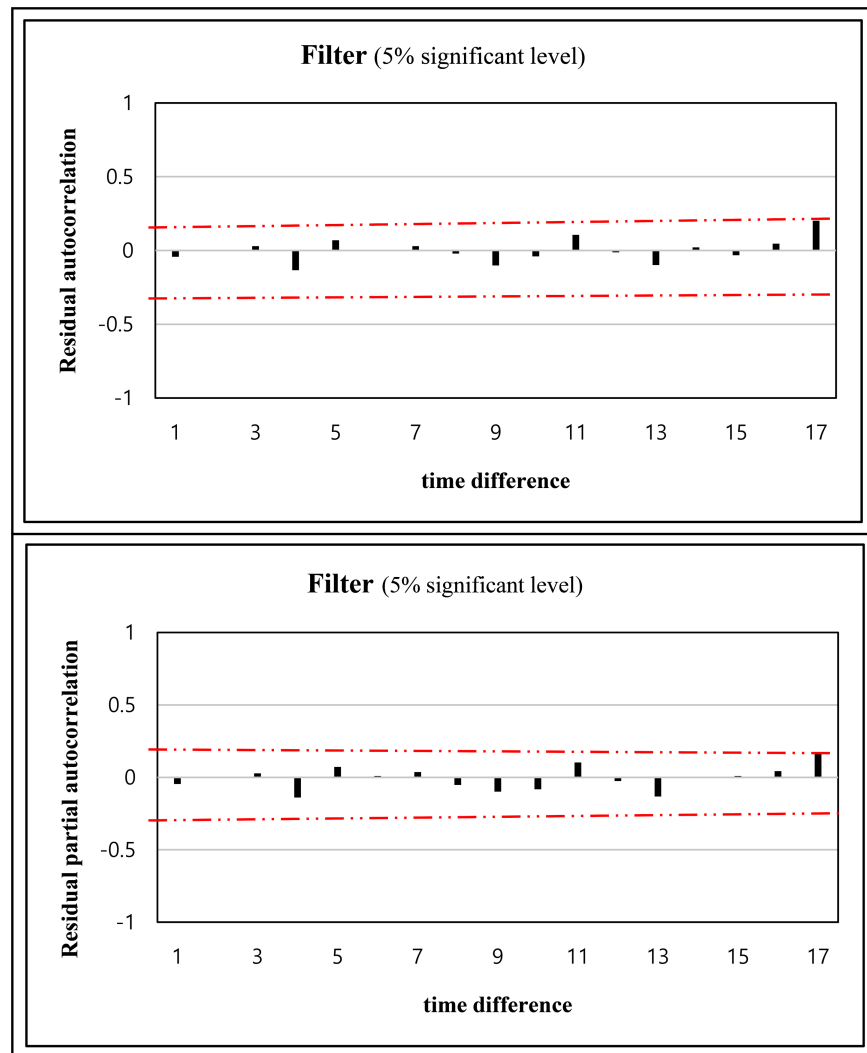 Filter (5% significant level)
1
0.5
0
-0.5
-1
Residual autocorrelation
1 3 5 7 9 11 13 15 17
time difference
Filter (5% significant level)
1
0.5
0
-0.5
-1
Residual partial autocorrelation
1 3 5 7 9 11 13 15 17
time difference